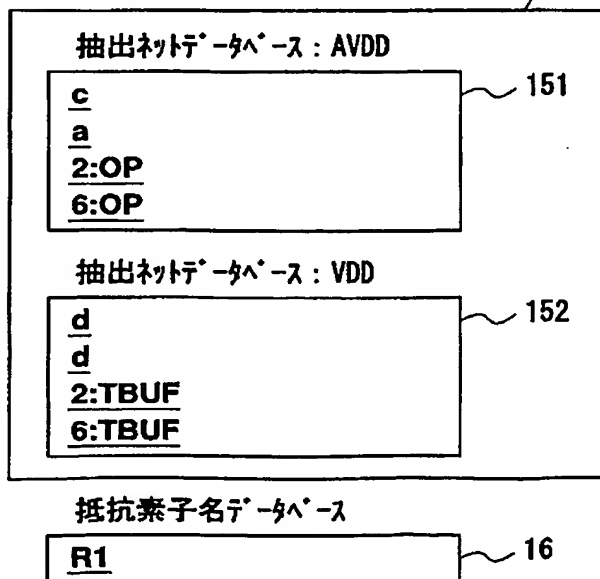 抽出ネットデータベース：AVDD
151
c
a
2:OP
6:OP
抽出ネットデータベース：VDD
152
d
d
2:TBUF
6:TBUF
抵抗素子名データベース
R1
16